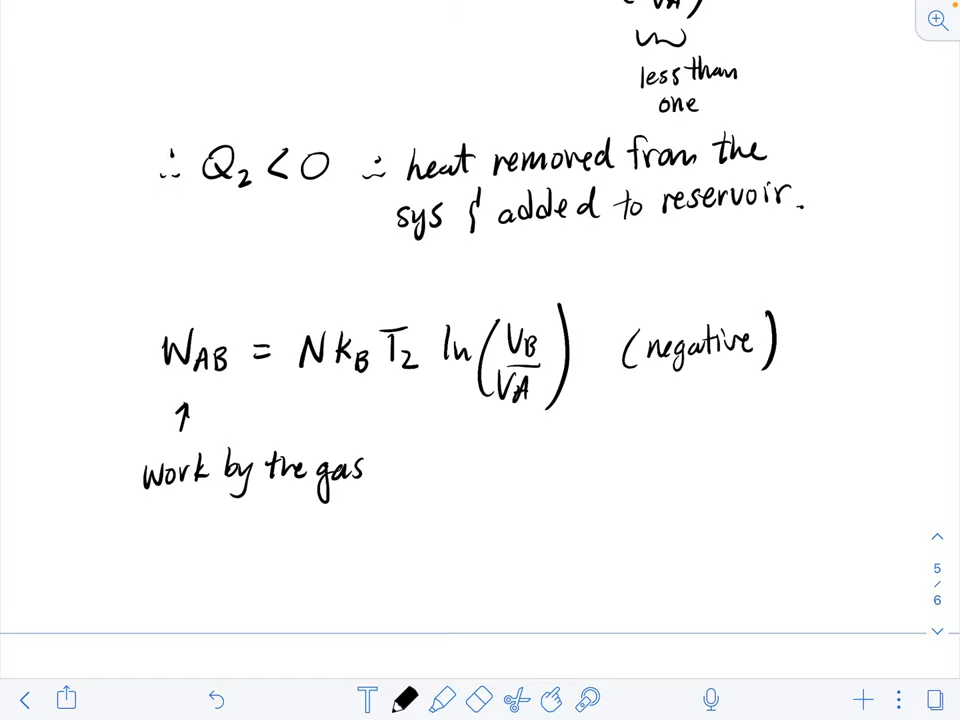 VA)
less than
one
∴ Q₂ < 0 ∴ heat removed from the
sys & added to reservoir.
W_AB = N k_B T₂ ln(V_B/V_A) (negative)
↑
work by the gas
5
/
6
T